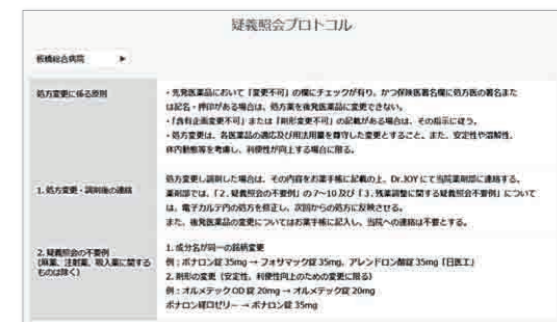 疑義照会プロトコル
板橋総合病院
処方変更に係る原則
・先発医薬品において「変更不可」の欄にチェックが有り、かつ保険医署名欄に処方医の署名また
は記名・押印がある場合は、処方薬を後発医薬品に変更できない。
・「含有企画変更不可」または「剤形変更不可」の記載がある場合は、その指示に従う。
・処方変更は、各医薬品の適応及び用法用量を尊守した変更とすること。また、安定性や溶解性、
体内動態等を考慮し、利便性が向上する場合に限る。
1. 処方変更・調剤後の連絡
処方変更し調剤した場合は、その内容をお薬手帳に記載の上、Dr.JOYにて当院薬剤部に連絡する。
薬剤部では、「2. 疑義照会の不要例」の7~10及び「3. 残薬調整に関する疑義照会不要例」について
は、電子カルテ内の処方を修正し、次回からの処方に反映させる。
また、後発医薬品の変更についてはお薬手帳に記入し、当院への連絡は不要とする。
2. 疑義照会の不要例
(麻薬、注射薬、吸入薬に関する
ものは除く)
1. 成分名が同一の銘柄変更
例：ボナロン錠 35mg → フォサマック錠 35mg、アレンドロン酸錠 35mg「日医工」
2. 剤形の変更（安定性、利便性向上のための変更に限る）
例：オルメテック OD 錠 20mg → オルメテック錠 20mg
ボナロン経口ゼリー → ボナロン錠 35mg